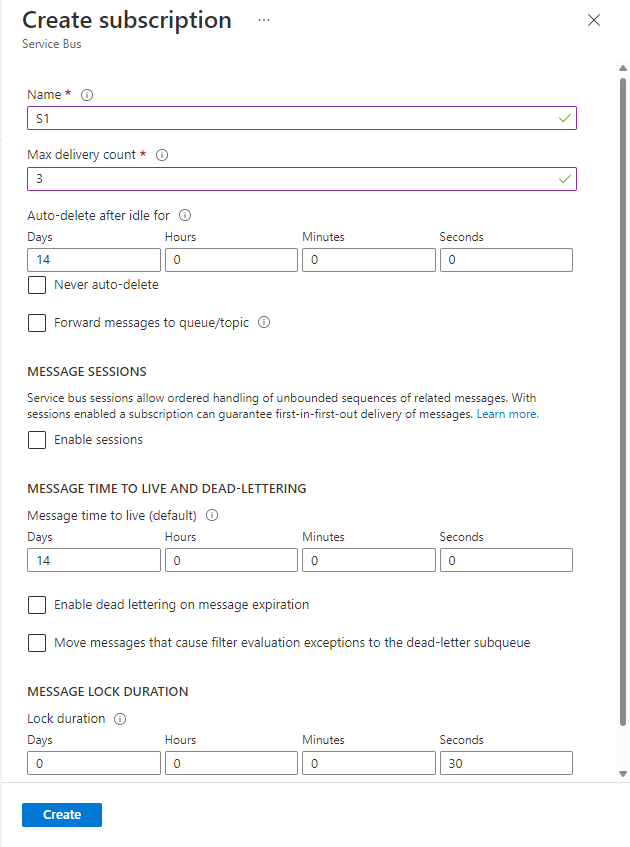 Create subscription ...
Service Bus
Name *
S1
Max delivery count *
3
Auto-delete after idle for
Days Hours Minutes Seconds
14 0 0 0
Never auto-delete
Forward messages to queue/topic
MESSAGE SESSIONS
Service bus sessions allow ordered handling of unbounded sequences of related messages. With
sessions enabled a subscription can guarantee first-in-first-out delivery of messages. Learn more.
Enable sessions
MESSAGE TIME TO LIVE AND DEAD-LETTERING
Message time to live (default)
Days Hours Minutes Seconds
14 0 0 0
Enable dead lettering on message expiration
Move messages that cause filter evaluation exceptions to the dead-letter subqueue
MESSAGE LOCK DURATION
Lock duration
Days Hours Minutes Seconds
0 0 0 30
Create